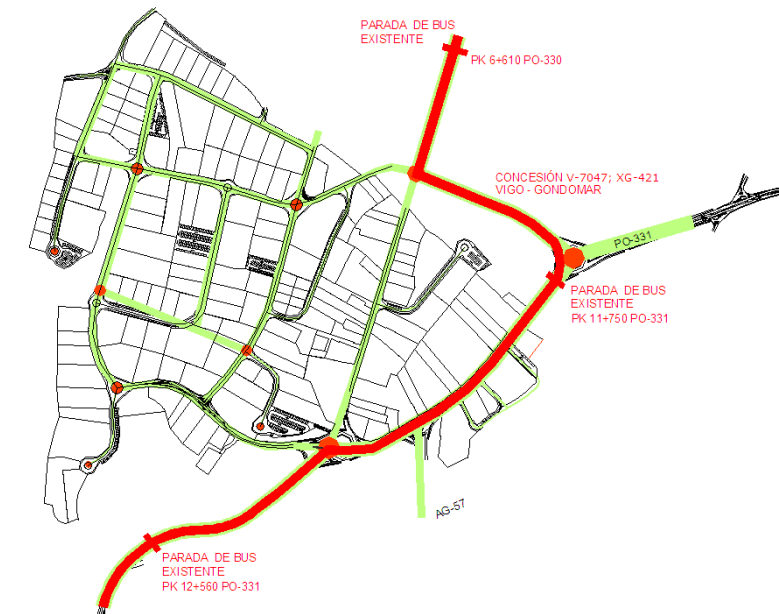 PARADA DE BUS
EXISTENTE
PK 6+610 PO-330
CONCESIÓN V-7047; XG-421
VIGO - GONDOMAR
PO-331
PARADA DE BUS
EXISTENTE
PK 11+750 PO-331
AG-57
PARADA DE BUS
EXISTENTE
PK 12+560 PO-331